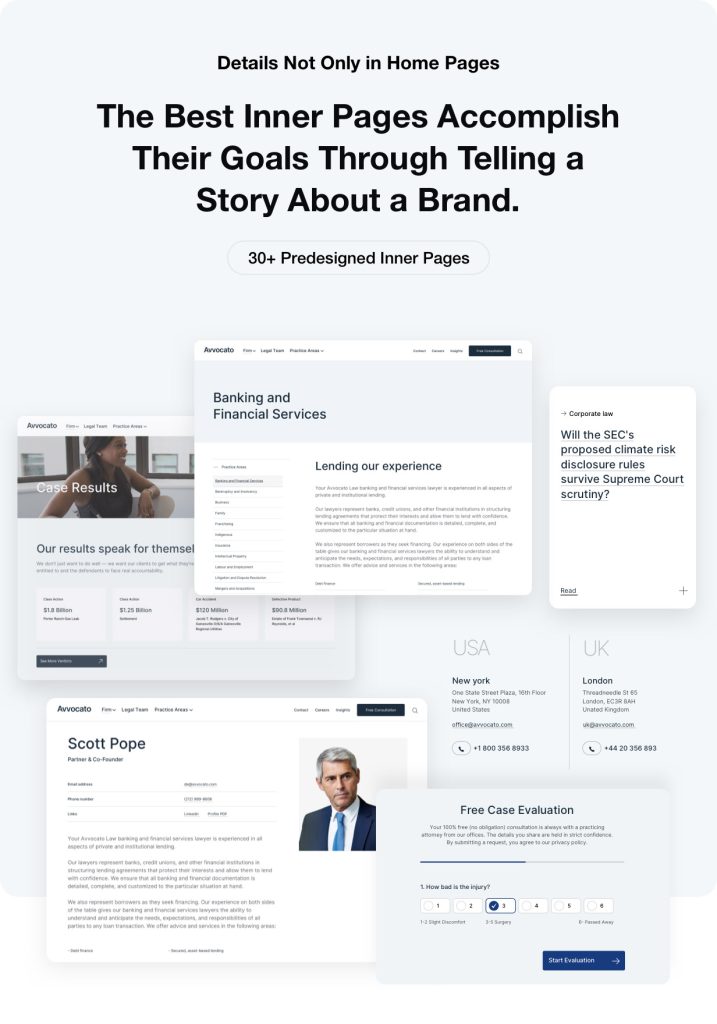 Details Not Only in Home Pages
The Best Inner Pages Accomplish
Their Goals Through Telling a
Story About a Brand.
30+ Predesigned Inner Pages
Avvocato
Firm
Legal Team
Practice Areas
Contact
Careers
Insights
Free Consultation
Banking and
Financial Services
Practice Areas
Banking and Financial Services
Bankruptcy and Insolvency
Business
Family
Franchising
Indigenous
Insurance
Intellectual Property
Labour and Employment
Litigation and Dispute Resolution
Mergers and Acquisitions
Lending our experience
Your Avvocato Law banking and financial services lawyer is experienced in all aspects of
private and institutional lending.
Our lawyers represent banks, credit unions, and other financial institutions in structuring
lending agreements that protect their interests and allow them to lend with confidence.
We ensure that all banking and financial documentation is detailed, complete, and
customized to the particular situation at hand.
We also represent borrowers as they seek financing. Our experience on both sides of the
table gives our banking and financial services lawyers the ability to understand and
anticipate the needs, expectations, and responsibilities of all parties to any loan
transaction. We offer advice and services in the following areas:
Debt finance
Secured, asset-based lending
→ Corporate law
Will the SEC's
proposed climate risk
disclosure rules
survive Supreme Court
scrutiny?
Read
Avvocato
Firm
Legal Team
Practice Areas
Case Results
Our results speak for themsel
We don't just want to do well — we want our clients to get what they're
entitled to and the defendants to face real accountability.
Class Action
$1.8 Billion
Porter Ranch Gas Leak
Class Action
$1.25 Billion
Settlement
Car Accident
$120 Million
Jacob T. Rodgers v. City of
Gainesville D/B/A Gainesville
Regional Utilities
Defective Product
$90.8 Million
Estate of Frank Townsend v. RJ
Reynolds, et al
See More Verdicts
USA
New york
One State Street Plaza, 16th Floor
New York, NY 10008
United States
office@avvocato.com
+1 800 356 8933
UK
London
Threadneedle St 65
London, EC3R 8AH
Unated Kingdom
uk@avvocato.com
+44 20 356 893
Avvocato
Firm
Legal Team
Practice Areas
Contact
Careers
Insights
Free Consultation
Scott Pope
Partner & Co-Founder
Email address
de@avvocato.com
Phone number
Links
LinkedIn
Profile PDF
Your Avvocato Law banking and financial services lawyer is experienced in all
aspects of private and institutional lending.
Our lawyers represent banks, credit unions, and other financial institutions in
structuring lending agreements that protect their interests and allow them to lend
with confidence. We ensure that all banking and financial documentation is
detailed, complete, and customized to the particular situation at hand.
We also represent borrowers as they seek financing. Our experience on both sides
of the table gives our banking and financial services lawyers the ability to
understand and anticipate the needs, expectations, and responsibilities of all
parties to any loan transaction. We offer advice and services in the following areas:
- Debt finance
- Secured, asset-based lending
Free Case Evaluation
Your 100% free (no obligation) consultation is always with a practicing
attorney from our offices. The details you share are held in strict confidence.
By submitting a request, you agree to our privacy policy.
1. How bad is the injury?
1
2
3
4
5
6
1-2 Slight Discomfort
3-5 Surgery
6- Passed Away
Start Evaluation